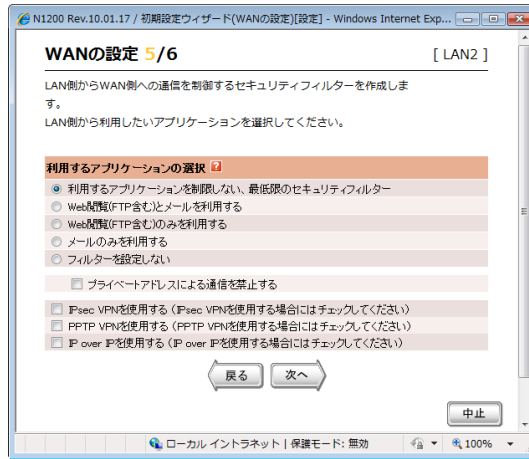 N1200 Rev.10.01.17 / 初期設定ウィザード(WANの設定)[設定] - Windows Internet Exp...
WANの設定 5/6 [ LAN2 ]
LAN側からWAN側への通信を制御するセキュリティフィルターを作成しま
す。
LAN側から利用したいアプリケーションを選択してください。
利用するアプリケーションの選択 ?
利用するアプリケーションを制限しない、最低限のセキュリティフィルター
Web閲覧(FTP含む)とメールを利用する
Web閲覧(FTP含む)のみを利用する
メールのみを利用する
フィルターを設定しない
プライベートアドレスによる通信を禁止する
IPsec VPNを使用する (IPsec VPNを使用する場合にはチェックしてください)
PPTP VPNを使用する (PPTP VPNを使用する場合にはチェックしてください)
IP over IPを使用する (IP over IPを使用する場合にはチェックしてください)
戻る 次へ
中止
ローカル イントラネット | 保護モード: 無効 100%